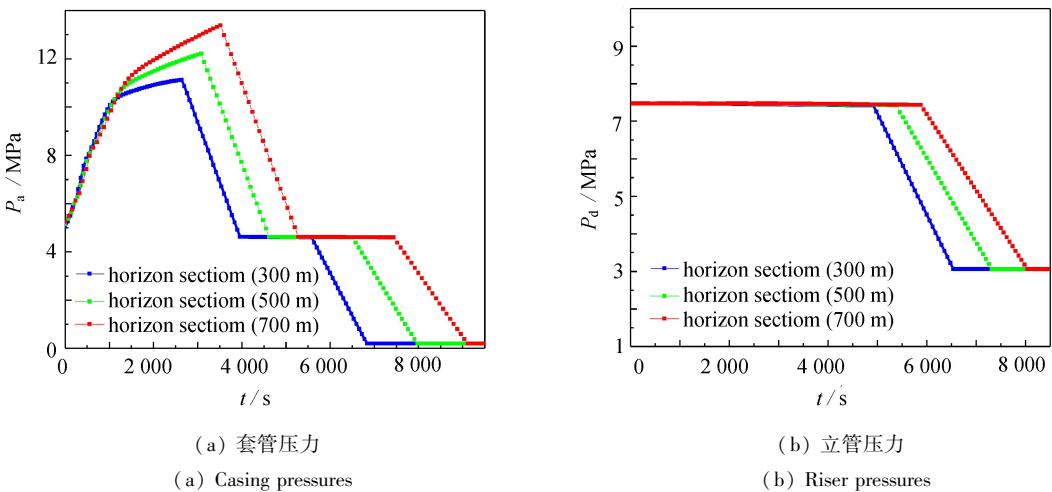 12
8
4
0
P_a / MPa
horizon sectiom (300 m)
horizon sectiom (500 m)
horizon sectiom (700 m)
0 2 000 4 000 6 000 8 000
t / s
(a) 套管压力
(a) Casing pressures
9
7
5
3
1
P_d / MPa
horizon sectiom (300 m)
horizon sectiom (500 m)
horizon sectiom (700 m)
0 2 000 4 000 6 000 8 000
t / s
(b) 立管压力
(b) Riser pressures